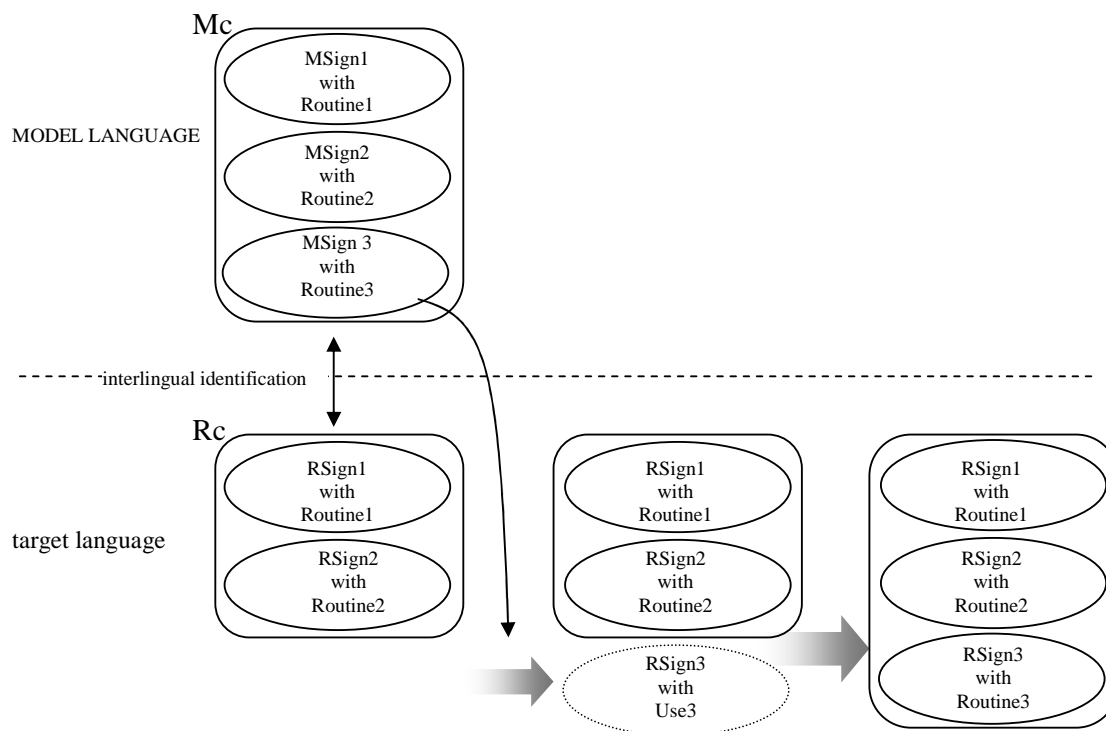 Mc
MSign1
with
Routine1
MODEL LANGUAGE
MSign2
with
Routine2
MSign 3
with
Routine3
interlingual identification
Rc
RSign1
with
Routine1
RSign2
with
Routine2
target language
RSign1
with
Routine1
RSign2
with
Routine2
RSign3
with
Use3
RSign1
with
Routine1
RSign2
with
Routine2
RSign3
with
Routine3